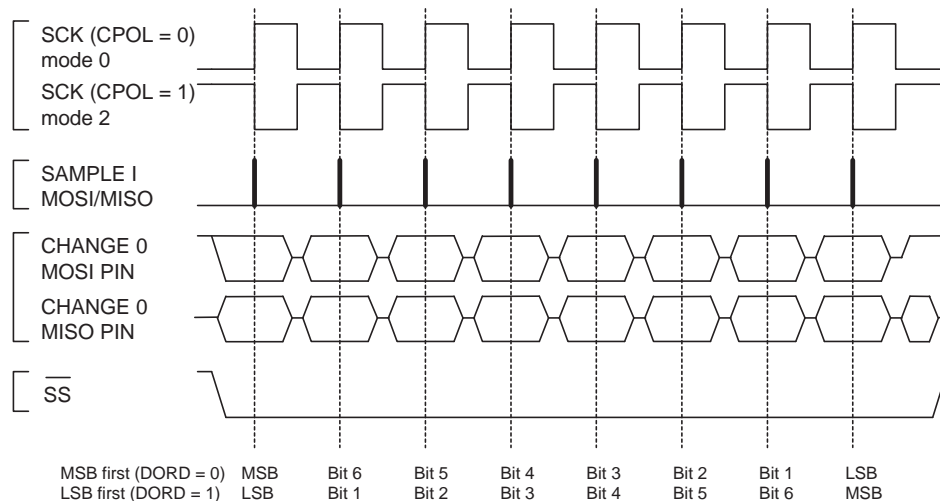 SCK (CPOL = 0)
mode 0
SCK (CPOL = 1)
mode 2
SAMPLE I
MOSI/MISO
CHANGE 0
MOSI PIN
CHANGE 0
MISO PIN
SS
MSB first (DORD = 0) MSB Bit 6 Bit 5 Bit 4 Bit 3 Bit 2 Bit 1 LSB
LSB first (DORD = 1) LSB Bit 1 Bit 2 Bit 3 Bit 4 Bit 5 Bit 6 MSB